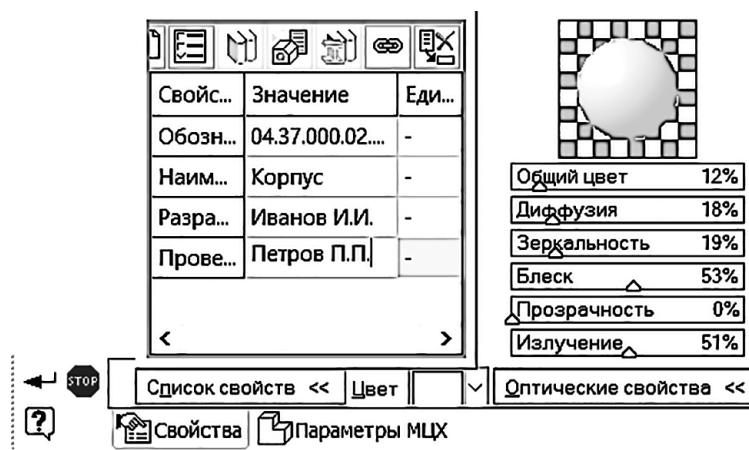 Свойс... Значение Еди...
Обозн... 04.37.000.02.... -
Наим... Корпус -
Разра... Иванов И.И. -
Прове... Петров П.П. -
Общий цвет 12%
Диффузия 18%
Зеркальность 19%
Блеск 53%
Прозрачность 0%
Излучение 51%
STOP
Список свойств << Цвет Оптические свойства <<
Свойства Параметры МЦХ